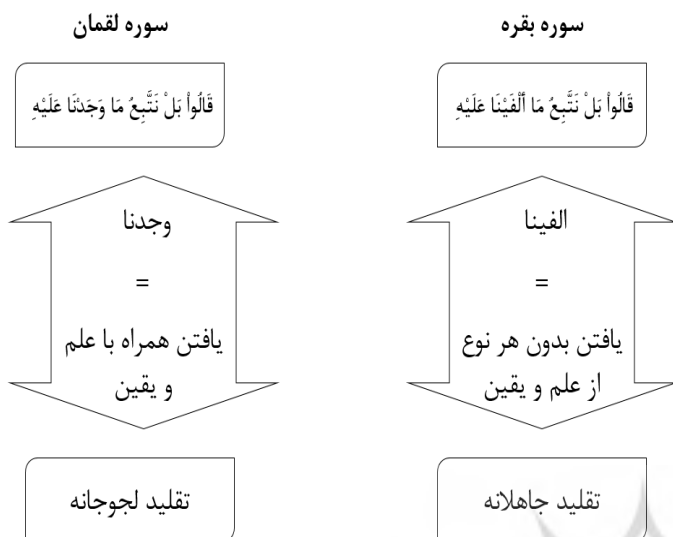 سوره بقره
قَالُواْ بَلْ نَتَّبِعُ مَا أَلْفَيْنَا عَلَيْهِ
الفینا
=
یافتن بدون هر نوع
از علم و یقین
تقلید جاهلانه
سوره لقمان
قَالُواْ بَلْ نَتَّبِعُ مَا وَجَدْنَا عَلَيْهِ
وجدنا
=
یافتن همراه با علم
و یقین
تقلید لجوجانه